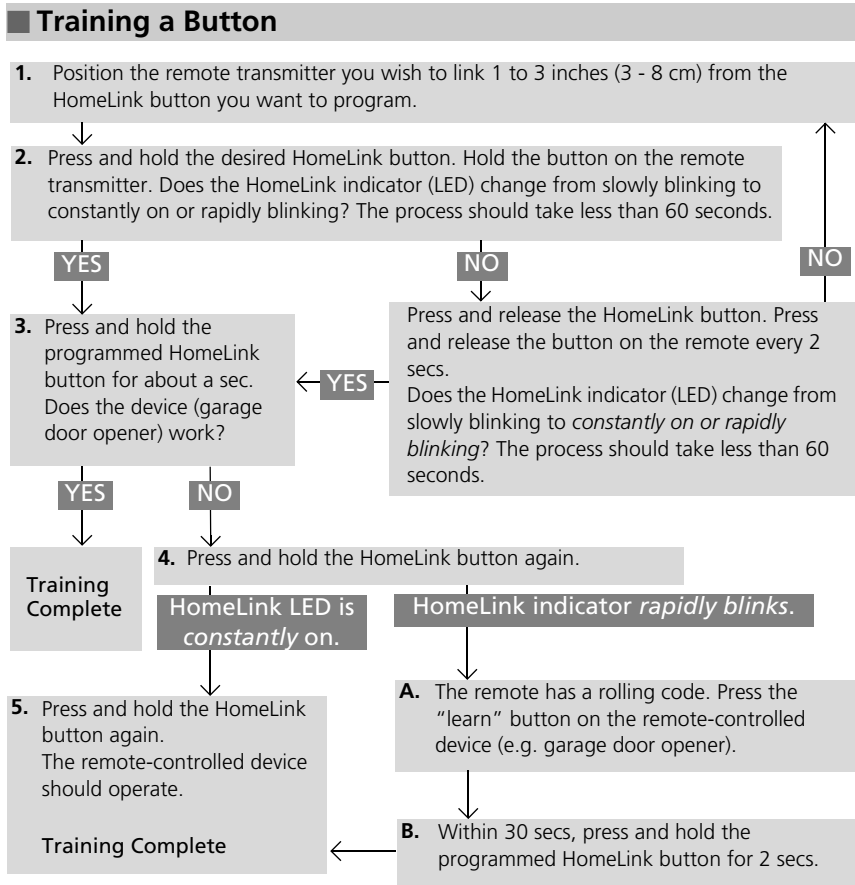 Training a Button
1. Position the remote transmitter you wish to link 1 to 3 inches (3 - 8 cm) from the
HomeLink button you want to program.
2. Press and hold the desired HomeLink button. Hold the button on the remote
transmitter. Does the HomeLink indicator (LED) change from slowly blinking to
constantly on or rapidly blinking? The process should take less than 60 seconds.
YES
NO
NO
3. Press and hold the
programmed HomeLink
button for about a sec.
Does the device (garage
door opener) work?
YES
Press and release the HomeLink button. Press
and release the button on the remote every 2
secs.
Does the HomeLink indicator (LED) change from
slowly blinking to constantly on or rapidly
blinking? The process should take less than 60
seconds.
YES
NO
Training
Complete
4. Press and hold the HomeLink button again.
HomeLink LED is
constantly on.
HomeLink indicator rapidly blinks.
5. Press and hold the HomeLink
button again.
The remote-controlled device
should operate.
Training Complete
A. The remote has a rolling code. Press the
“learn” button on the remote-controlled
device (e.g. garage door opener).
B. Within 30 secs, press and hold the
programmed HomeLink button for 2 secs.